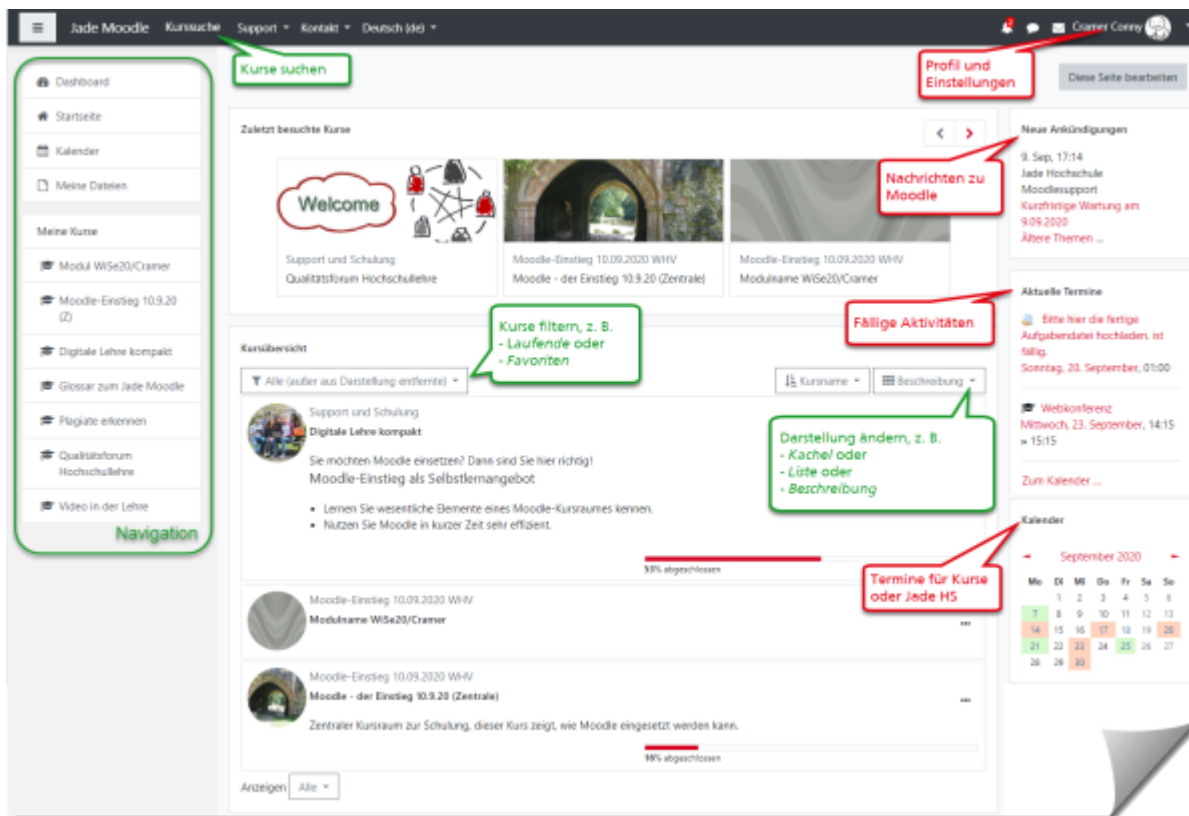 Jade Moodle Kurssuche Support Kontakt Deutsch (de) 2 Cramer Conny
Kurse suchen
Profil und
Einstellungen
Diese Seite bearbeiten
Dashboard
Startseite
Kalender
Meine Dateien
Meine Kurse
Modul WiSe20/Cramer
Moodle-Einstieg 10.9.20
(Z)
Digitale Lehre kompakt
Glossar zum Jade Moodle
Plagiate erkennen
Qualitätsforum
Hochschullehre
Video in der Lehre
Navigation
Zuletzt besuchte Kurse
Welcome
Support und Schulung
Qualitätsforum Hochschullehre
Moodle-Einstieg 10.09.2020 WHV
Moodle - der Einstieg 10.9.20 (Zentrale)
Moodle-Einstieg 10.09.2020 WHV
Modulname WiSe20/Cramer
Kursübersicht
Kurse filtern, z. B.
- Laufende oder
- Favoriten
Alle (außer aus Darstellung entfernte)
Kursname
Beschreibung
Darstellung ändern, z. B.
- Kachel oder
- Liste oder
- Beschreibung
Support und Schulung
Digitale Lehre kompakt
Sie möchten Moodle einsetzen? Dann sind Sie hier richtig!
Moodle-Einstieg als Selbstlernangebot
• Lernen Sie wesentliche Elemente eines Moodle-Kursraumes kennen.
• Nutzen Sie Moodle in kurzer Zeit sehr effizient.
53% abgeschlossen
Moodle-Einstieg 10.09.2020 WHV
Modulname WiSe20/Cramer
...
Moodle-Einstieg 10.09.2020 WHV
Moodle - der Einstieg 10.9.20 (Zentrale)
...
Zentraler Kursraum zur Schulung, dieser Kurs zeigt, wie Moodle eingesetzt werden kann.
16% abgeschlossen
Anzeigen Alle
Nachrichten zu
Moodle
Neue Ankündigungen
9. Sep, 17:14
Jade Hochschule
Moodlesupport
Kurzfristige Wartung am
9.09.2020
Ältere Themen ...
Fällige Aktivitäten
Aktuelle Termine
Bitte hier die fertige
Aufgabendatei hochladen. ist
fällig.
Sonntag, 20. September, 01:00
Webkonferenz
Mittwoch, 23. September, 14:15
» 15:15
Zum Kalender ...
Termine für Kurse
oder Jade HS
Kalender
◄ September 2020 ►
Mo Di Mi Do Fr Sa So
1 2 3 4 5 6
7 8 9 10 11 12 13
14 15 16 17 18 19 20
21 22 23 24 25 26 27
28 29 30